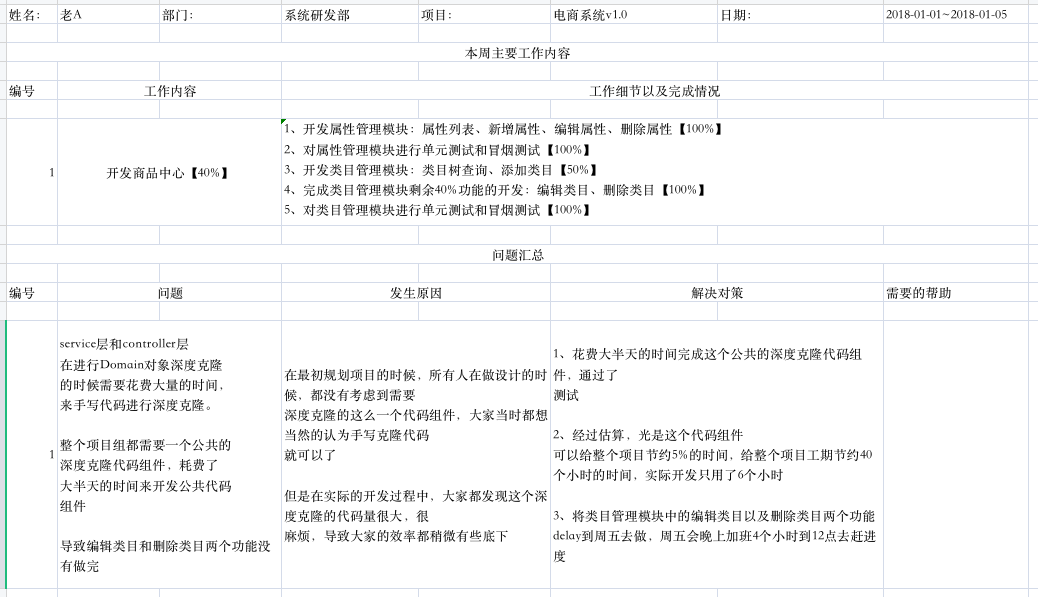 姓名： 老A 部门： 系统研发部 项目： 电商系统v1.0 日期： 2018-01-01~2018-01-05
本周主要工作内容
编号 工作内容 工作细节以及完成情况
1 开发商品中心【40%】
1、开发属性管理模块：属性列表、新增属性、编辑属性、删除属性【100%】
2、对属性管理模块进行单元测试和冒烟测试【100%】
3、开发类目管理模块：类目树查询、添加类目【50%】
4、完成类目管理模块剩余40%功能的开发：编辑类目、删除类目【100%】
5、对类目管理模块进行单元测试和冒烟测试【100%】
问题汇总
编号 问题 发生原因 解决对策 需要的帮助
1
service层和controller层
在进行Domain对象深度克隆
的时候需要花费大量的时间，
来手写代码进行深度克隆。
整个项目组都需要一个公共的
深度克隆代码组件，耗费了
大半天的时间来开发公共代码
组件
导致编辑类目和删除类目两个功能没
有做完
在最初规划项目的时候，所有人在做设计的时
候，都没有考虑到需要
深度克隆的这么一个代码组件，大家当时都想
当然的认为手写克隆代码
就可以了
但是在实际的开发过程中，大家都发现这个深
度克隆的代码量很大，很
麻烦，导致大家的效率都稍微有些底下
1、花费大半天的时间完成这个公共的深度克隆代码组
件，通过了
测试
2、经过估算，光是这个代码组件
可以给整个项目节约5%的时间，给整个项目工期节约40
个小时的时间，实际开发只用了6个小时
3、将类目管理模块中的编辑类目以及删除类目两个功能
delay到周五去做，周五会晚上加班4个小时到12点去赶进
度